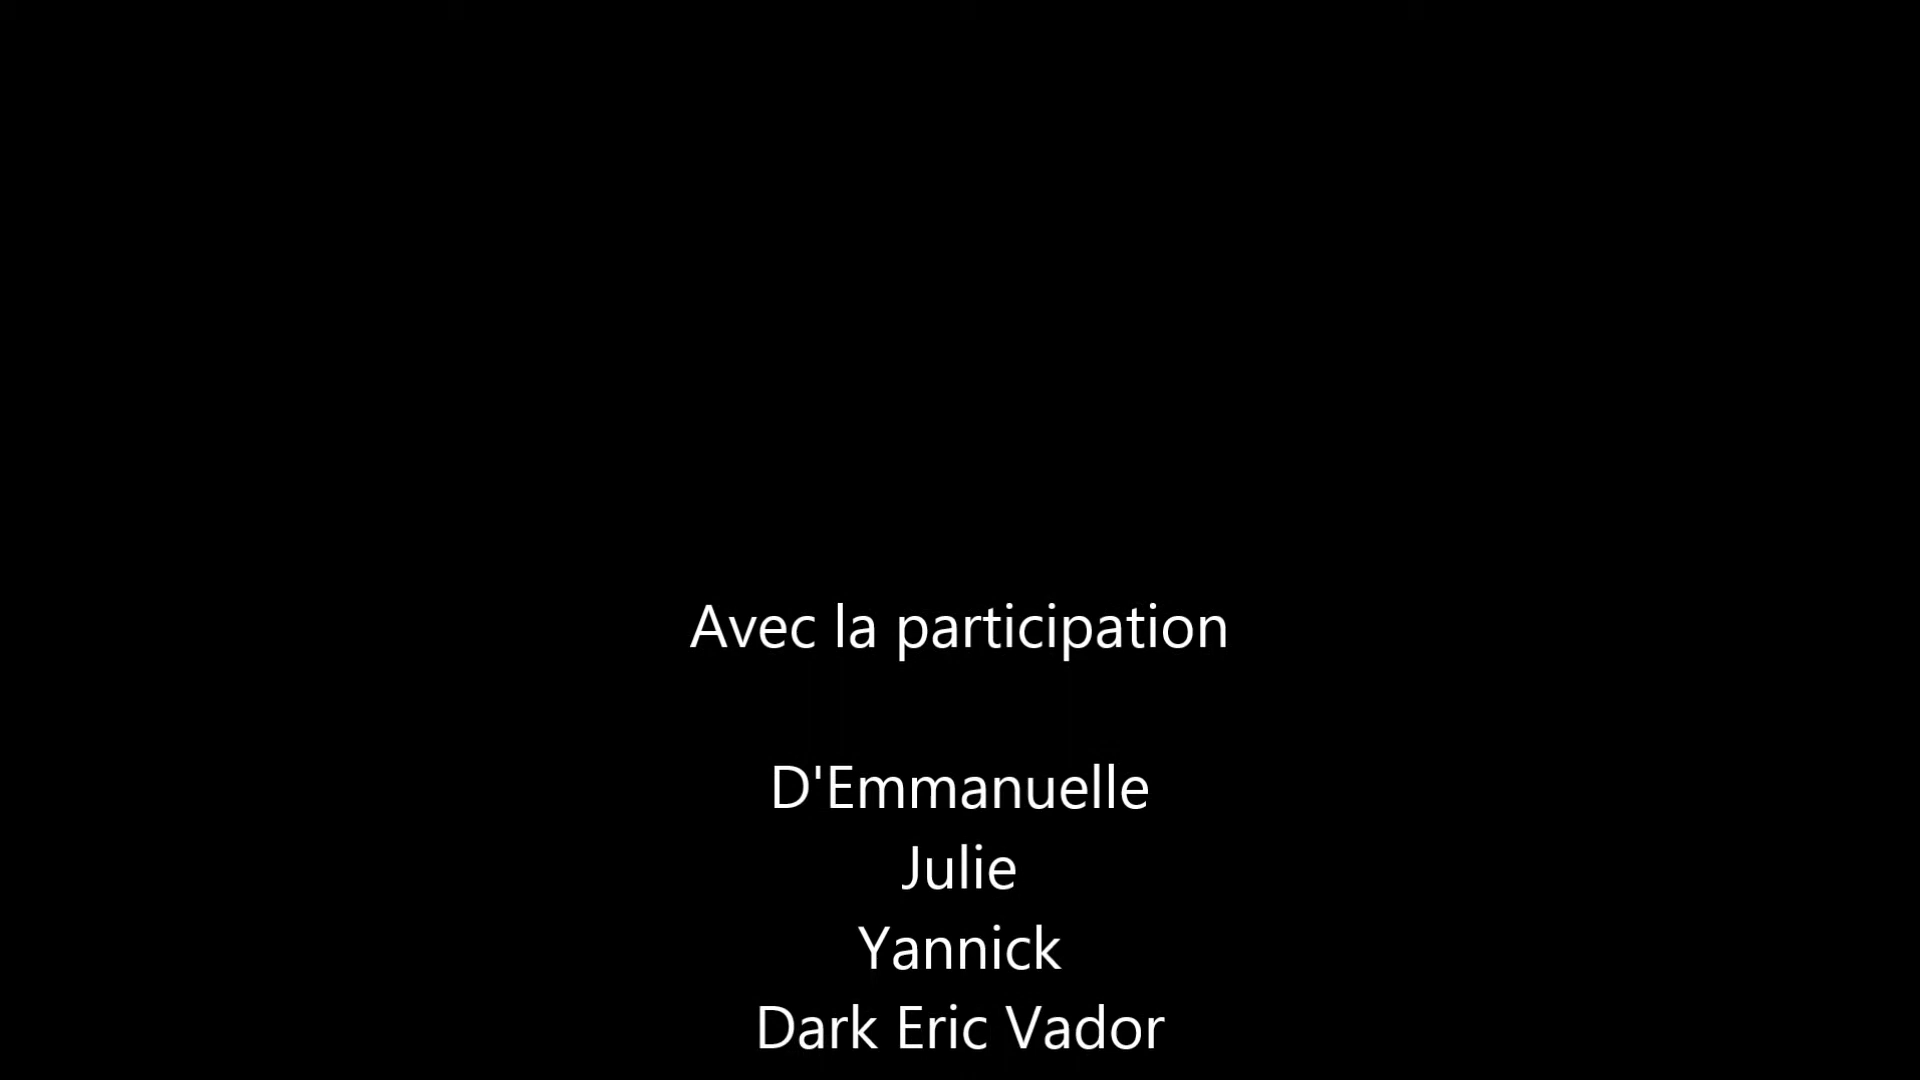 Avec la participation
D'Emmanuelle
Julie
Yannick
Dark Eric Vador